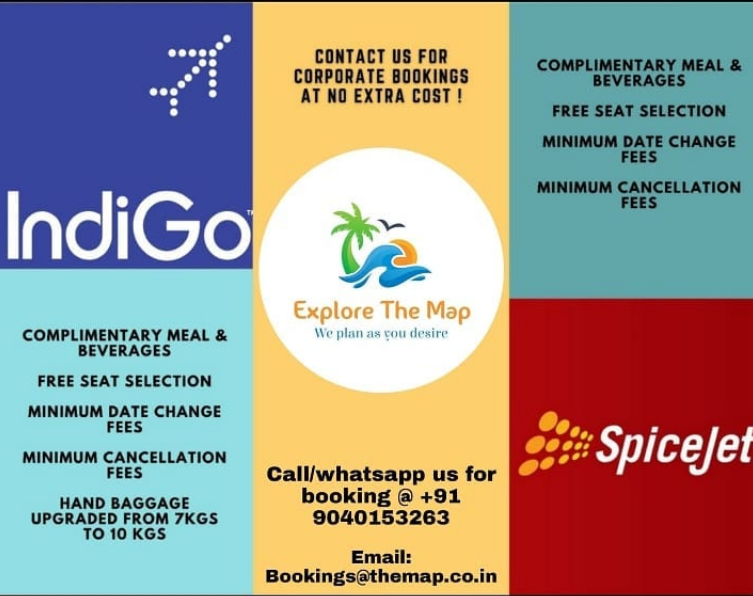 IndiGo
COMPLIMENTARY MEAL &
BEVERAGES
FREE SEAT SELECTION
MINIMUM DATE CHANGE
FEES
MINIMUM CANCELLATION
FEES
HAND BAGGAGE
UPGRADED FROM 7KGS
TO 10 KGS
CONTACT US FOR
CORPORATE BOOKINGS
AT NO EXTRA COST !
Explore The Map
We plan as you desire
Call/whatsapp us for
booking @ +91
9040153263
Email:
Bookings@themap.co.in
COMPLIMENTARY MEAL &
BEVERAGES
FREE SEAT SELECTION
MINIMUM DATE CHANGE
FEES
MINIMUM CANCELLATION
FEES
SpiceJet